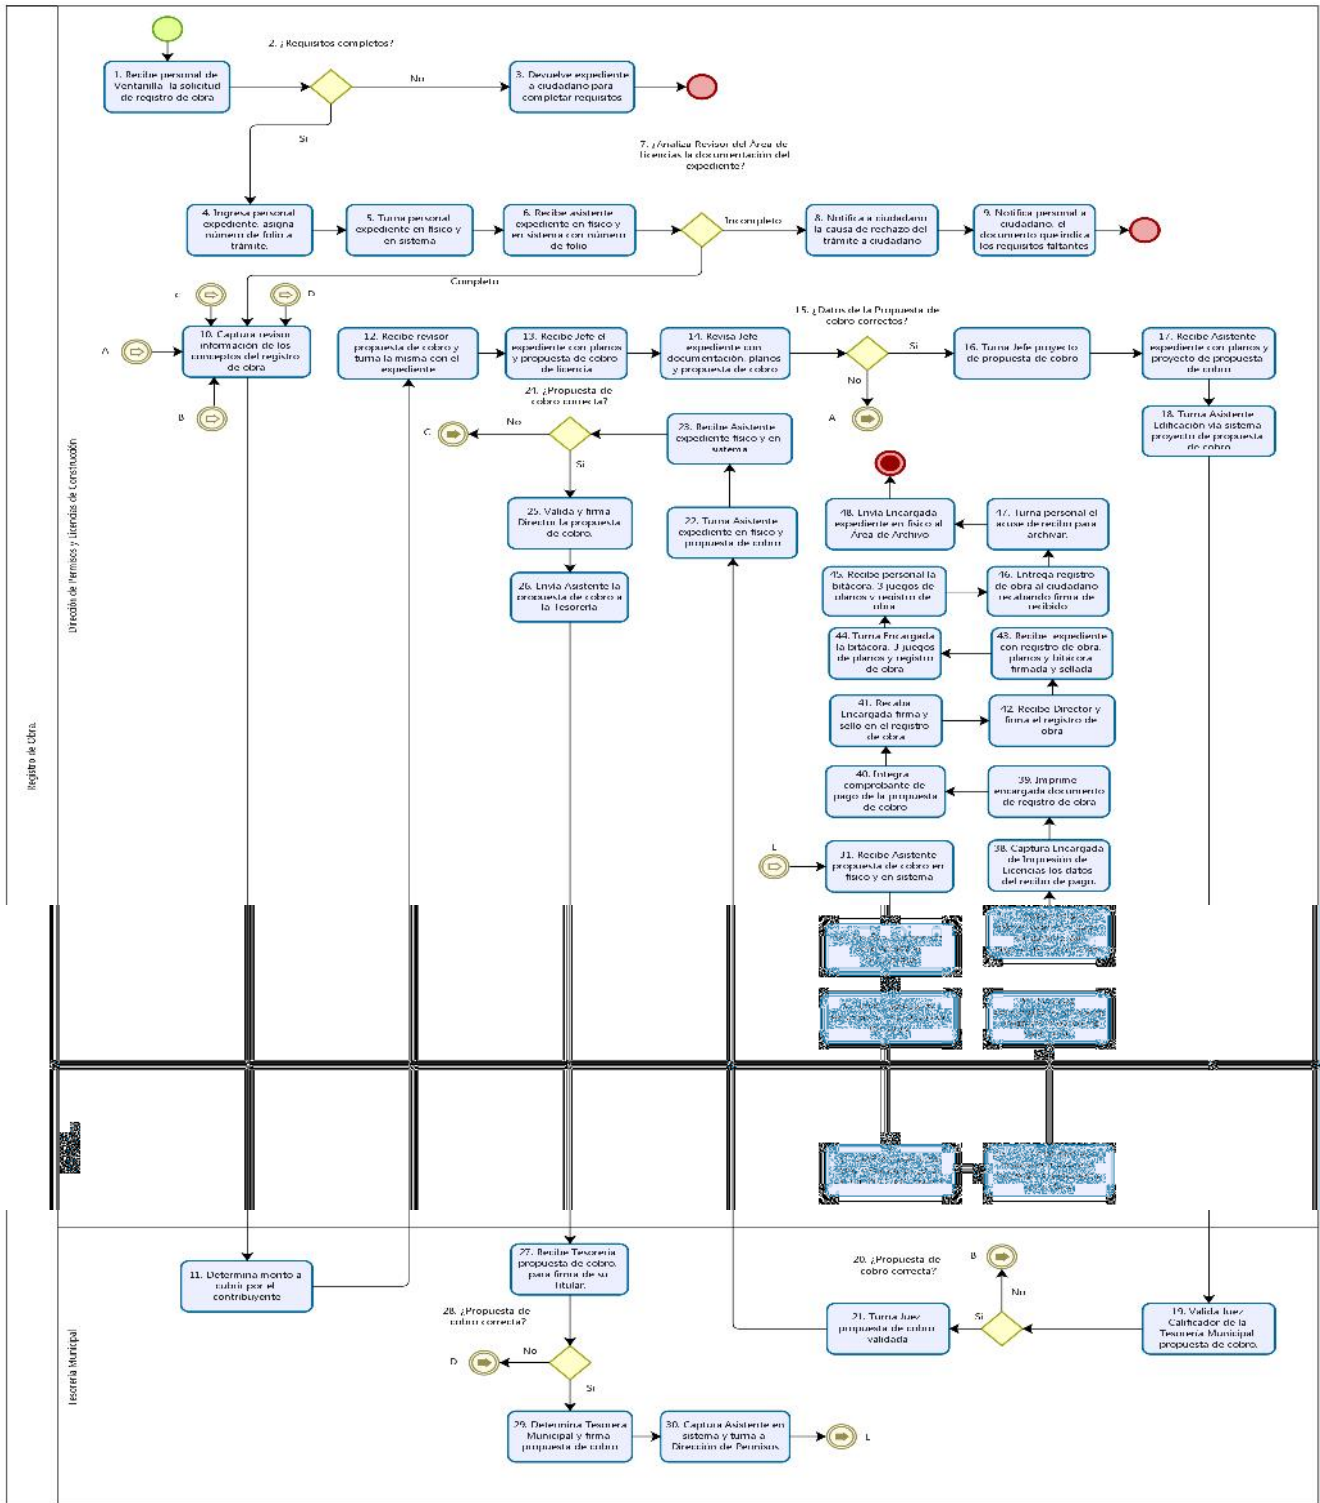 2. ¿Requisitos completos?
1. Recibe personal de
Ventanilla la solicitud
de registro de obra
No
3. Devuelve expediente
a ciudadano para
completar requisitos
Si
7. ¿Analiza Revisor del Área de
Licencias la documentación del
expediente?
4. Ingresa personal
expediente, asigna
número de folio a
trámite.
5. Turna personal
expediente en físico y
en sistema
6. Recibe asistente
expediente en físico y
en sistema con número
de folio
Incompleto
8. Notifica a ciudadano
la causa de rechazo del
trámite a ciudadano
9. Notifica personal a
ciudadano, el
documento que indica
los requisitos faltantes
Completo
C
D
A
B
10. Captura revisor
información de los
conceptos del registro
de obra
12. Recibe revisor
propuesta de cobro y
turna la misma con el
expediente
13. Recibe Jefe el
expediente con planos
y propuesta de cobro
de licencia
14. Revisa Jefe
expediente con
documentación, planos
y propuesta de cobro
15. ¿Datos de la Propuesta de
cobro correctos?
Si
No
A
16. Turna Jefe proyecto
de propuesta de cobro
17. Recibe Asistente
expediente con planos y
proyecto de propuesta
de cobro
18. Turna Asistente
Edificación vía sistema
proyecto de propuesta
de cobro
24. ¿Propuesta de
cobro correcta?
C
No
Si
23. Recibe Asistente
expediente físico y en
sistema
22. Turna Asistente
expediente en físico y
propuesta de cobro
25. Valida y firma
Director la propuesta
de cobro.
26. Envía Asistente la
propuesta de cobro a
la Tesorería
48. Envía Encargada
expediente en físico al
Área de Archivo
47. Turna personal el
acuse de recibo para
archivar.
45. Recibe personal la
bitácora, 3 juegos de
planos y registro de
obra
46. Entrega registro
de obra al ciudadano
recabando firma de
recibido
44. Turna Encargada
la bitácora, 3 juegos
de planos y registro
de obra
43. Recibe expediente
con registro de obra,
planos y bitácora
firmada y sellada
41. Recaba
Encargada firma y
sello en el registro
de obra
42. Recibe Director y
firma el registro de
obra
40. Integra
comprobante de
pago de la propuesta
de cobro
39. Imprime
encargada documento
de registro de obra
E
31. Recibe Asistente
propuesta de cobro en
físico y en sistema
38. Captura Encargada
de Impresión de
Licencias los datos
del recibo de pago.
Dirección de Permisos y Licencias de Construcción
Registro de Obra.
Tesorería Municipal
11. Determina monto a
cubrir por el
contribuyente
27. Recibe Tesorería
propuesta de cobro,
para firma de su
titular.
28. ¿Propuesta de
cobro correcta?
D
No
Si
29. Determina Tesorera
Municipal y firma
propuesta de cobro
30. Captura Asistente en
sistema y turna a
Dirección de Permisos
E
20. ¿Propuesta de
cobro correcta?
B
No
Si
21. Turna Juez
propuesta de cobro
validada
19. Valida Juez
Calificador de la
Tesorería Municipal
propuesta de cobro.